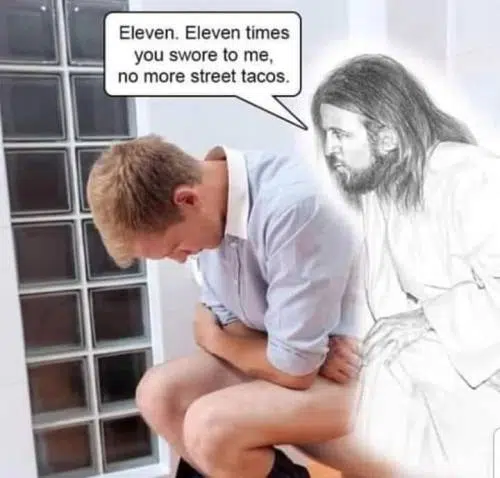 Eleven. Eleven times
you swore to me,
no more street tacos.